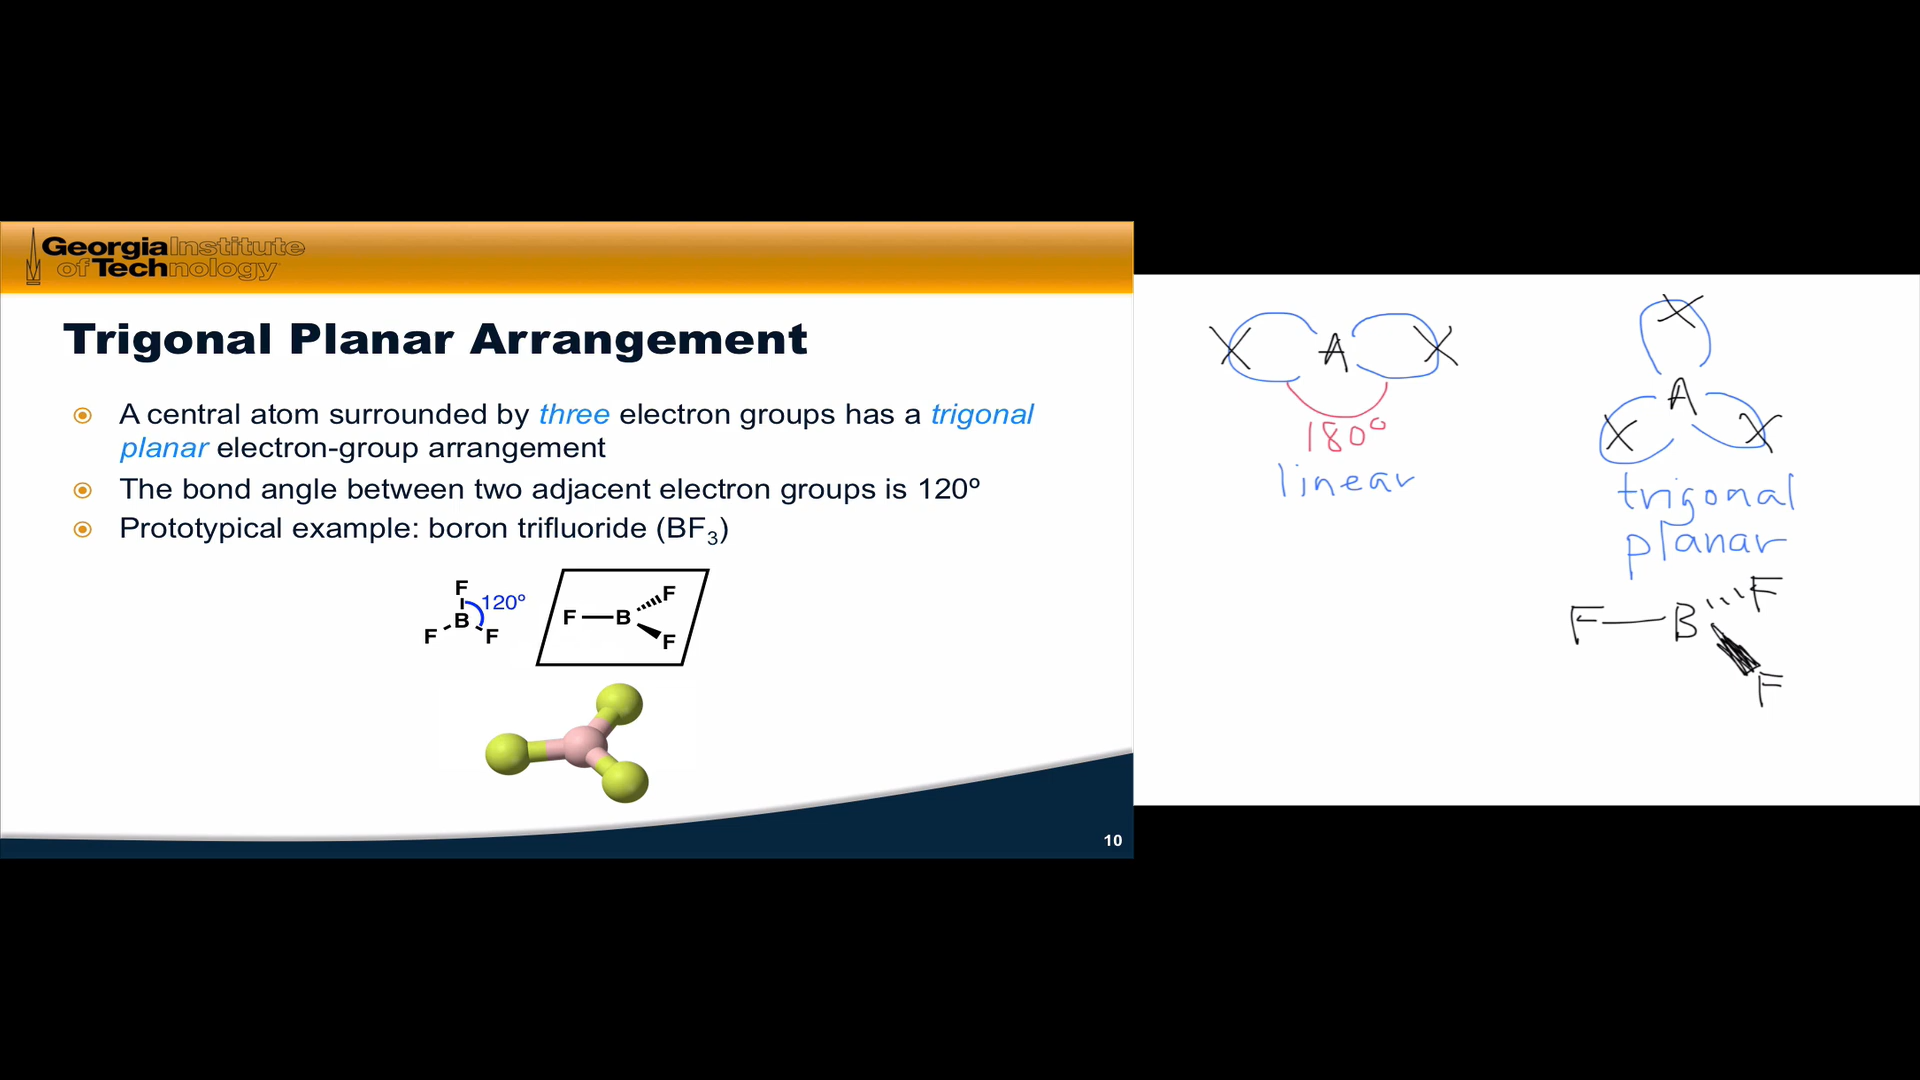 Georgia Institute
of Technology
Trigonal Planar Arrangement
A central atom surrounded by three electron groups has a trigonal
planar electron-group arrangement
The bond angle between two adjacent electron groups is 120º
Prototypical example: boron trifluoride (BF₃)
F
120º
B
F F
F B F
F
10
X A X
180º
linear
X
A
X X
trigonal
planar
F B F
F